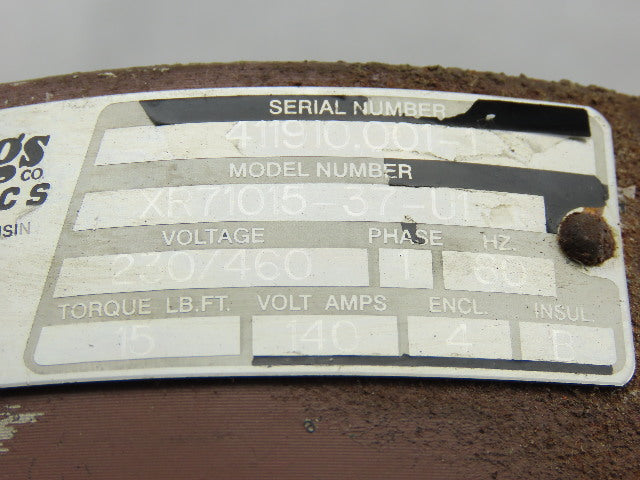 SERIAL NUMBER
411910.001-1
MODEL NUMBER
XR71015-37-U1
VOLTAGE PHASE HZ.
230/460 1 60
TORQUE LB.FT. VOLT AMPS ENCL. INSUL.
15 140 4 B
gs
CO.
CS
SIN